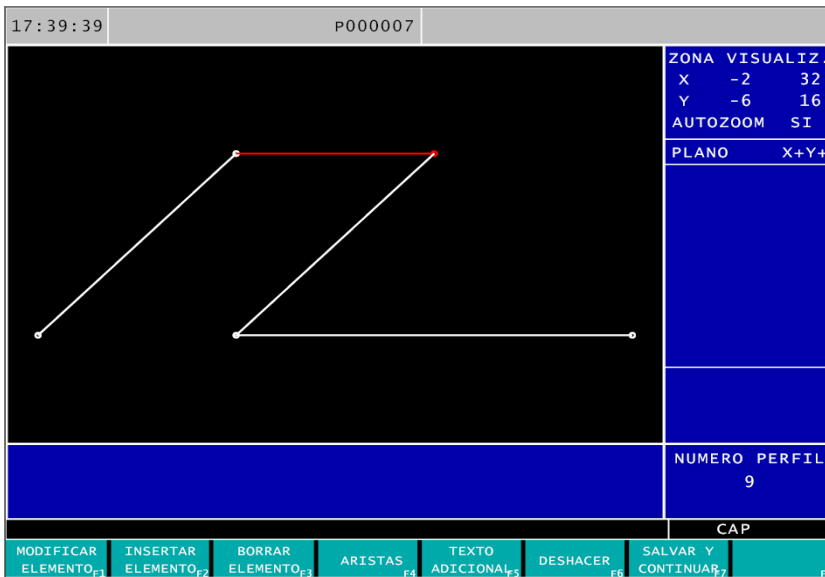 17:39:39 P000007
ZONA VISUALIZ.
X -2 32
Y -6 16
AUTOZOOM SI
PLANO X+Y+
NUMERO PERFIL
9
CAP
MODIFICAR ELEMENTO F1
INSERTAR ELEMENTO F2
BORRAR ELEMENTO F3
ARISTAS F4
TEXTO ADICIONAL F5
DESHACER F6
SALVAR Y CONTINUAR F7